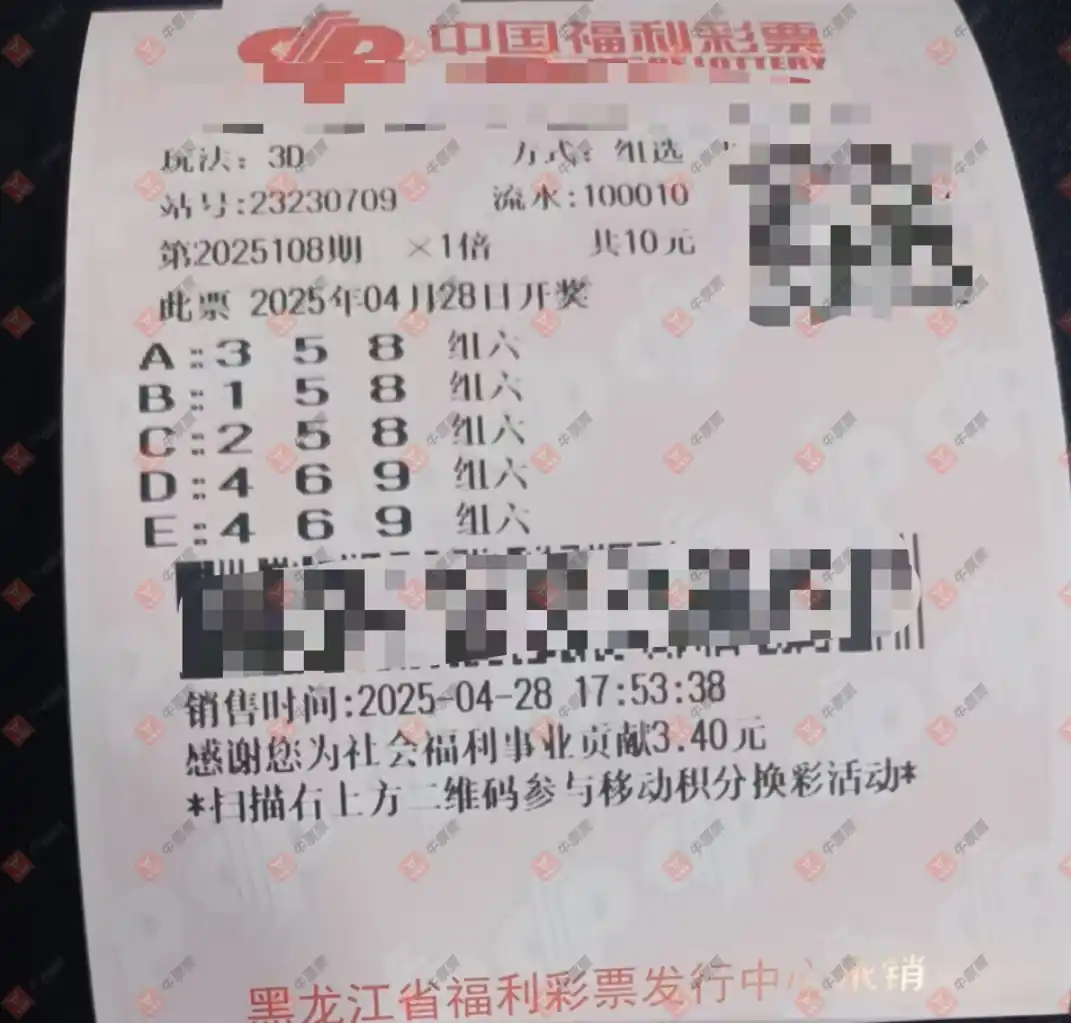 中国福利彩票
LOTTERY
玩法：3D 方式：组选
站号:23230709 流水:100010
第2025108期 ×1倍 共10元
此票 2025年04月28日开奖
A:3 5 8 组六
B:1 5 8 组六
C:2 5 8 组六
D:4 6 9 组六
E:4 6 9 组六
销售时间:2025-04-28 17:53:38
感谢您为社会福利事业贡献3.40元
*扫描右上方二维码参与移动积分换彩活动*
黑龙江省福利彩票发行中心承销